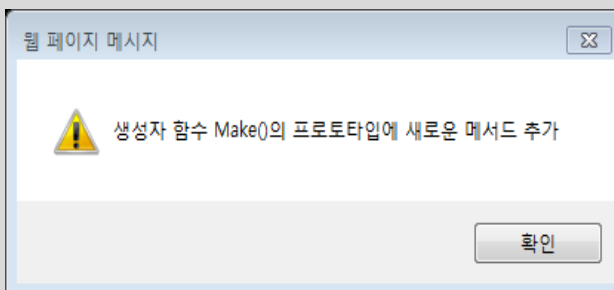 웹 페이지 메시지
생성자 함수 Make()의 프로토타입에 새로운 메서드 추가
확인